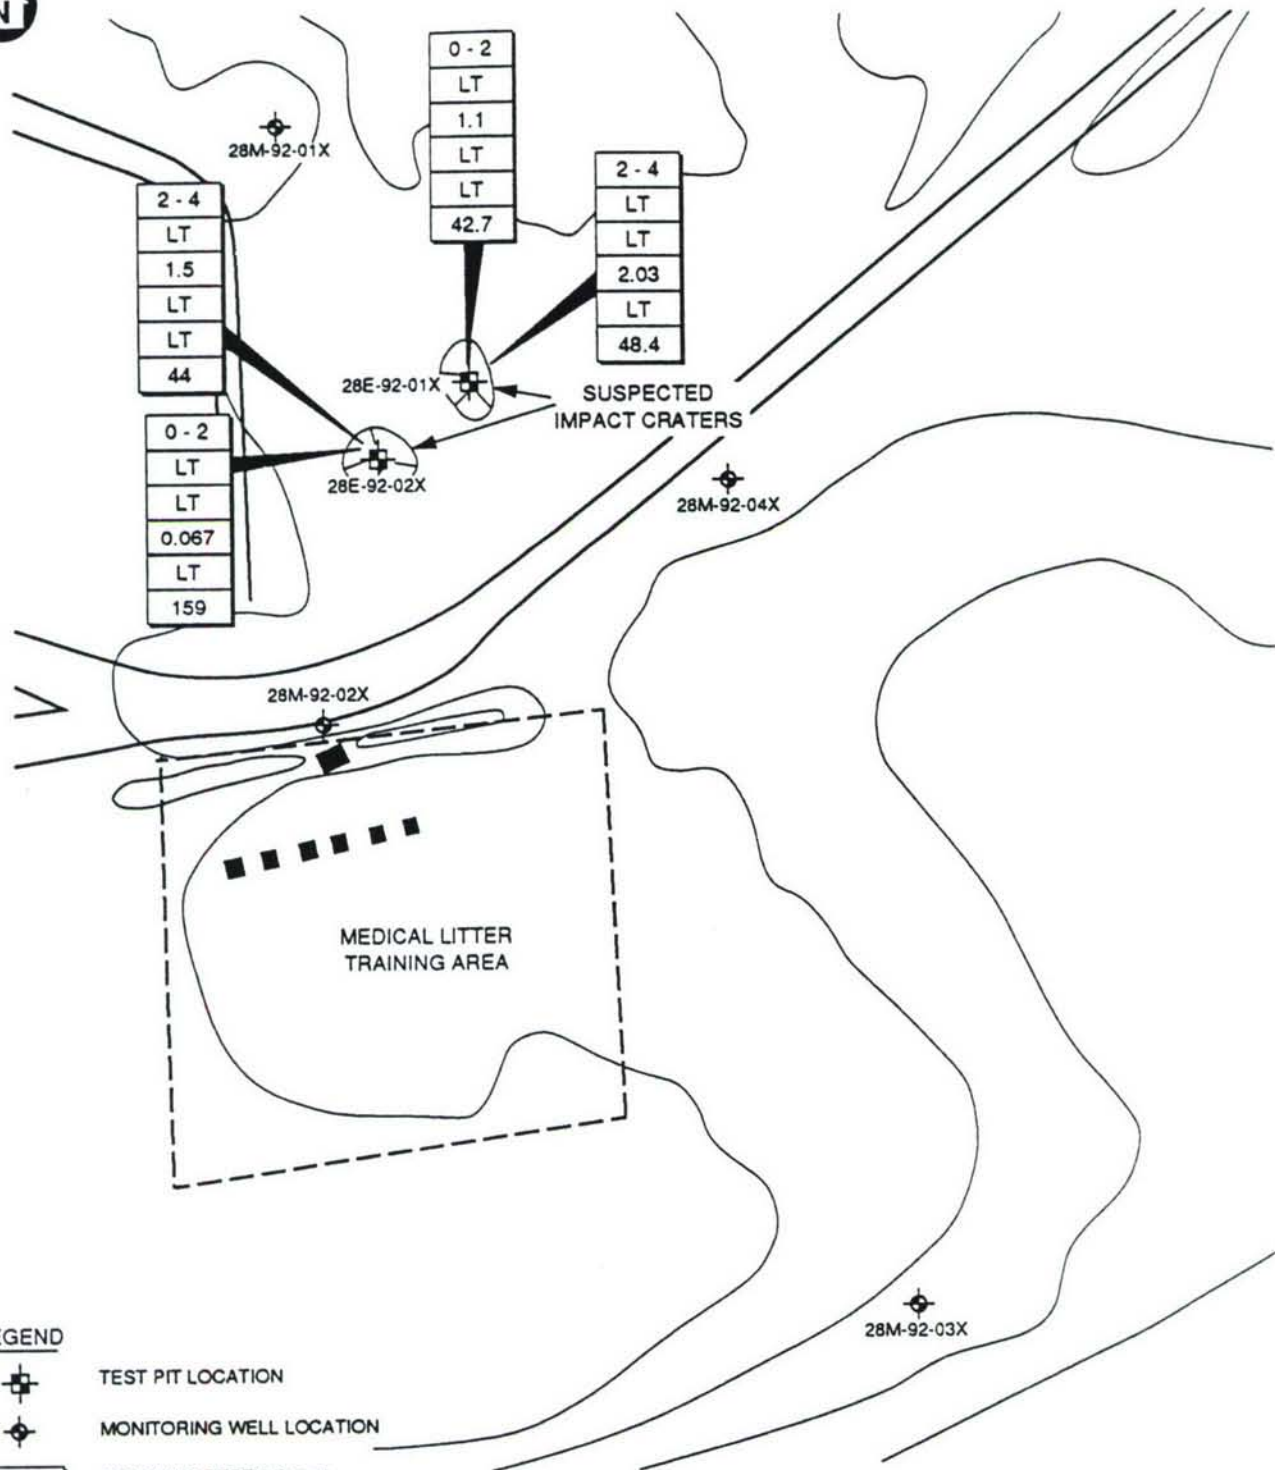 N
28M-92-01X
0 - 2
LT
1.1
LT
LT
42.7
2 - 4
LT
LT
2.03
LT
48.4
2 - 4
LT
1.5
LT
LT
44
28E-92-01X
SUSPECTED
IMPACT CRATERS
0 - 2
LT
LT
0.067
LT
159
28E-92-02X
28M-92-04X
28M-92-02X
MEDICAL LITTER
TRAINING AREA
28M-92-03X
EGEND
TEST PIT LOCATION
MONITORING WELL LOCATION